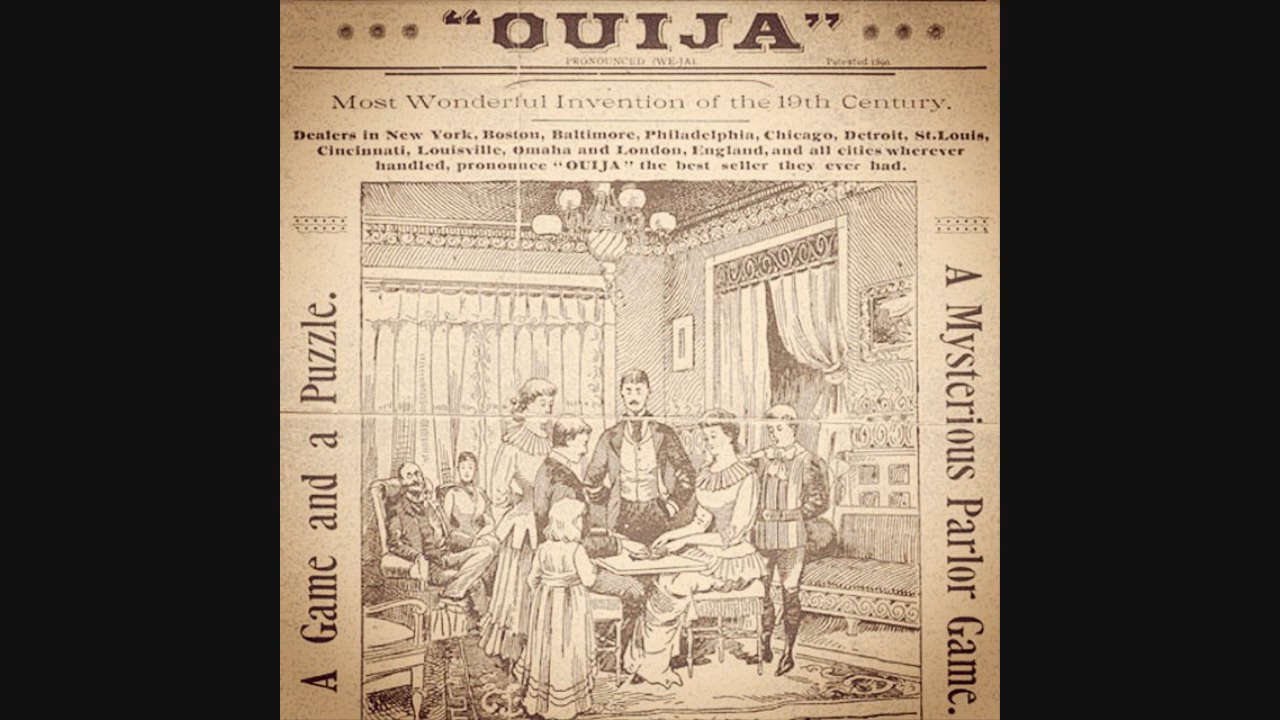 "OUIJA"
PRONOUNCED (WE-JA).
Patented 1890.
Most Wonderful Invention of the 19th Century.
Dealers in New York, Boston, Baltimore, Philadelphia, Chicago, Detroit, St.Louis,
Cincinnati, Louisville, Omaha and London, England, and all cities wherever
handled, pronounce "OUIJA" the best seller they ever had.
A Game and a Puzzle.
A Mysterious Parlor Game.